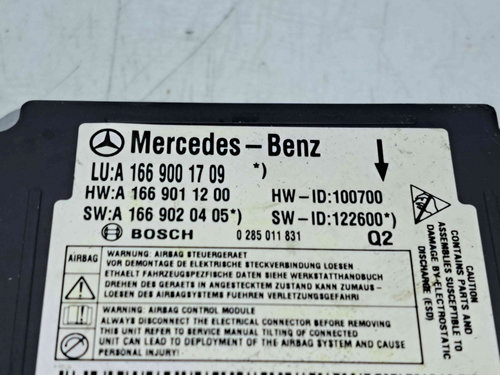 Mercedes-Benz
LU:A 166 900 17 09 *)
HW:A 166 901 12 00 HW-ID:100700
SW:A 166 902 04 05*) SW-ID:122600*)
BOSCH 0 285 011 831 Q2
AIRBAG
WARNUNG: AIRBAG STEUERGERAET
VOR DEMONTAGE DE ELEKTRISCHE STECKVERBINDUNG LOESEN
ETHAELT FAHRZEUGSPEZIFISCHE DATEN SIEHE WERKSTATTHANDBUCH
DREHEN DES GERAETS IN ANGESTECKTEM ZUSTAND KANN ZUMAUS-
LOESEN DES AIRBAGSYSTEMS FUEHREN VERLETZUNGSGEFAHR!
AIRBAG
WARNING: AIRBAG CONTROL MODULE
ALWAYS DISCONNECT THE ELECTRICAL CONNECTOR BEFORE REMOVING
THIS UNIT REFER TO SERVICE MANUAL TILTING OF CONNECTED
UNIT CAN LEAD TO DEPLOYMENT OF THE AIRBAG SYSTEM AND CAUSE
PERSONAL INJURY!
CAUTION
CONTAINS PARTS AND
ASSEMBLIES SUSCEPTIBLE TO
DAMAGE BY-ELECTROSTATIC
DISCHARGE (ESD)